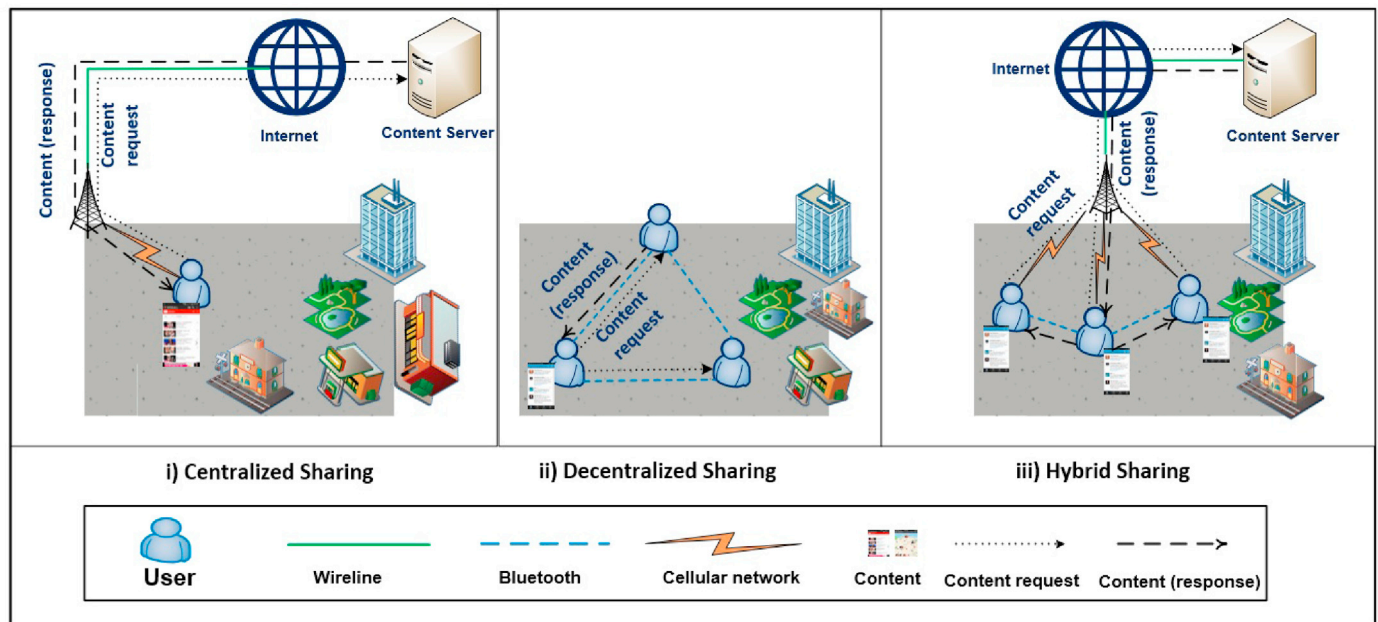 Content (response)
Content
request
Internet
Content Server
Content
(response)
Content
request
Internet
Content Server
Content
(response)
Content
request
i) Centralized Sharing
ii) Decentralized Sharing
iii) Hybrid Sharing
User
Wireline
Bluetooth
Cellular network
Content
Content request
Content (response)